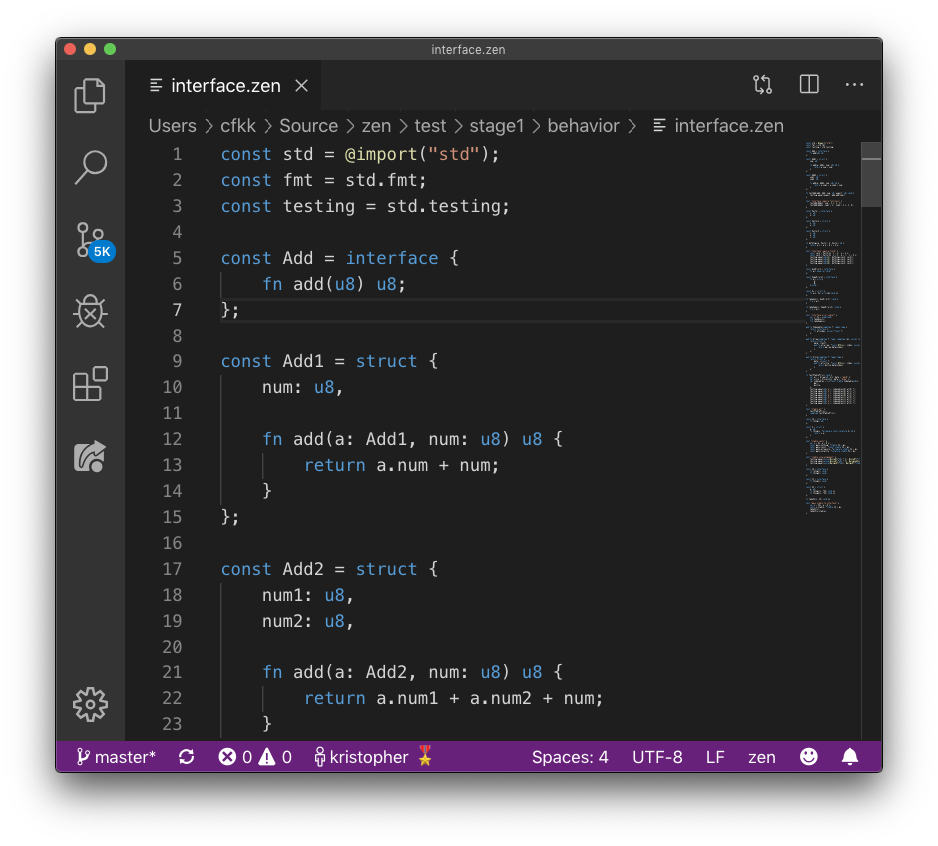 interface.zen
interface.zen
Users > cfkk > Source > zen > test > stage1 > behavior > interface.zen
1 const std = @import("std");
2 const fmt = std.fmt;
3 const testing = std.testing;
4
5 const Add = interface {
6     fn add(u8) u8;
7 };
8
9 const Add1 = struct {
10     num: u8,
11
12     fn add(a: Add1, num: u8) u8 {
13         return a.num + num;
14     }
15 };
16
17 const Add2 = struct {
18     num1: u8,
19     num2: u8,
20
21     fn add(a: Add2, num: u8) u8 {
22         return a.num1 + a.num2 + num;
23     }
5K
master* 0 0 kristopher Spaces: 4 UTF-8 LF zen